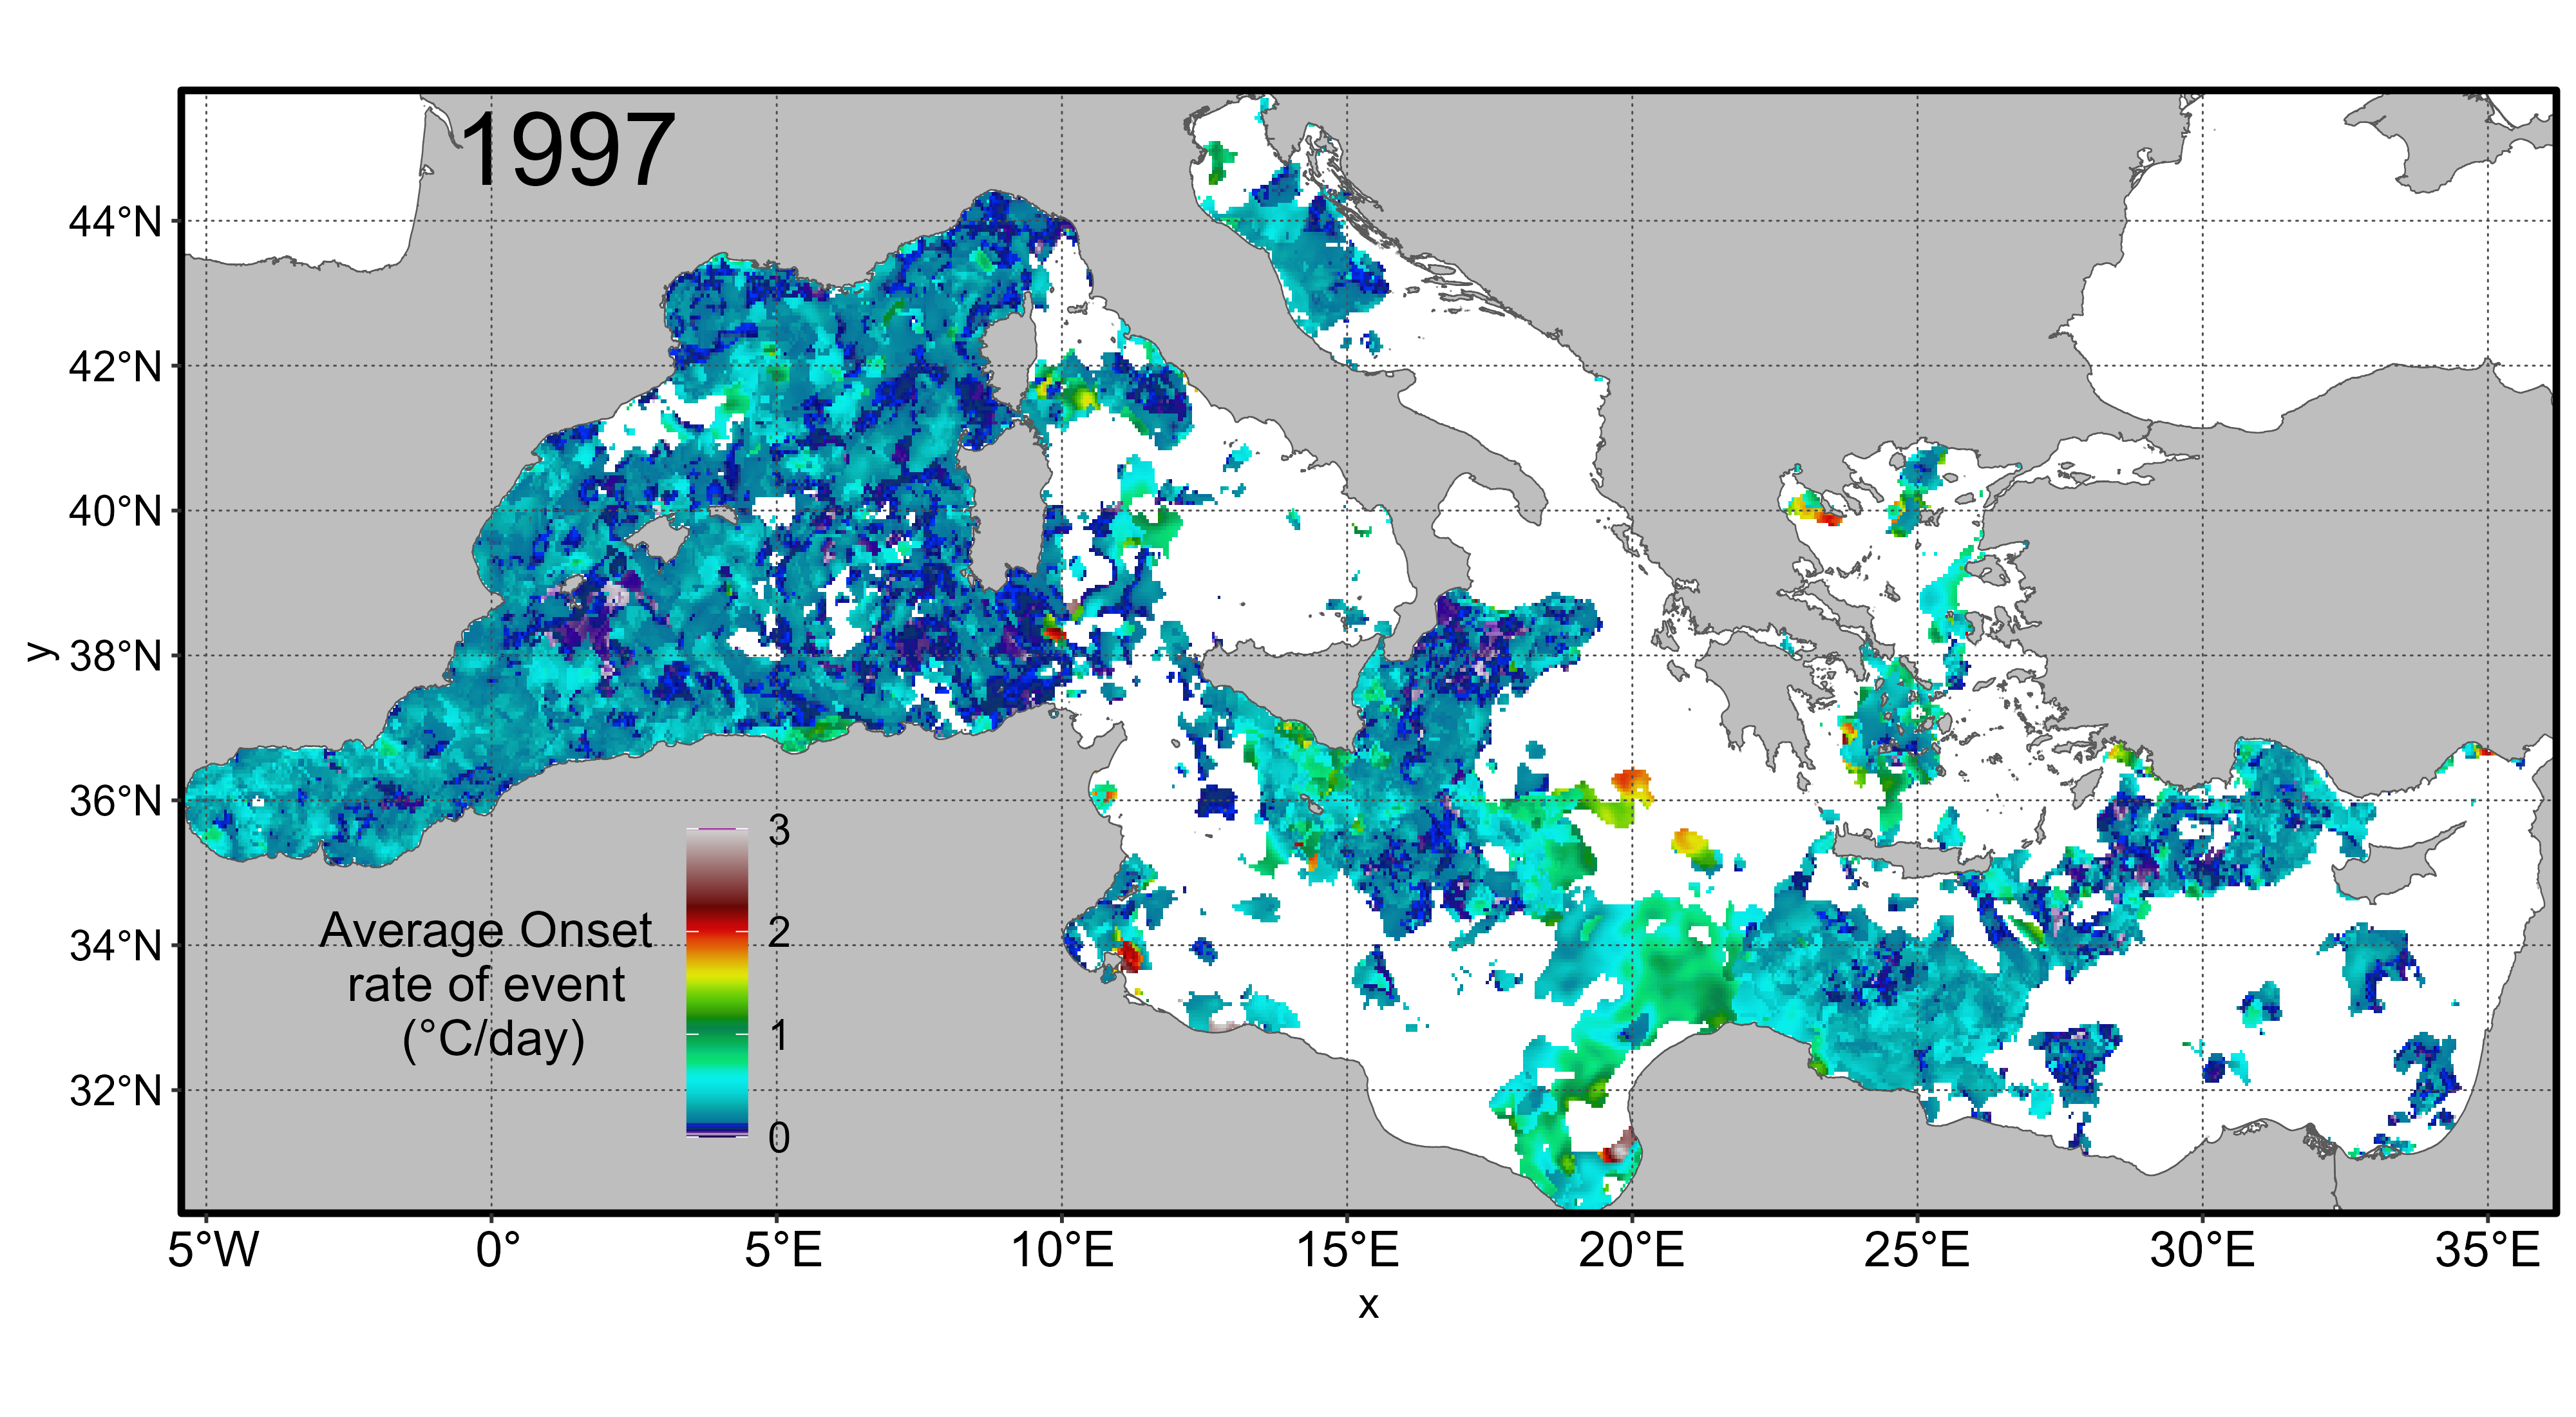 1997
44°N
42°N
40°N
38°N
36°N
34°N
32°N
y
Average Onset
rate of event
(°C/day)
3
2
1
0
5°W 0° 5°E 10°E 15°E 20°E 25°E 30°E 35°E
x